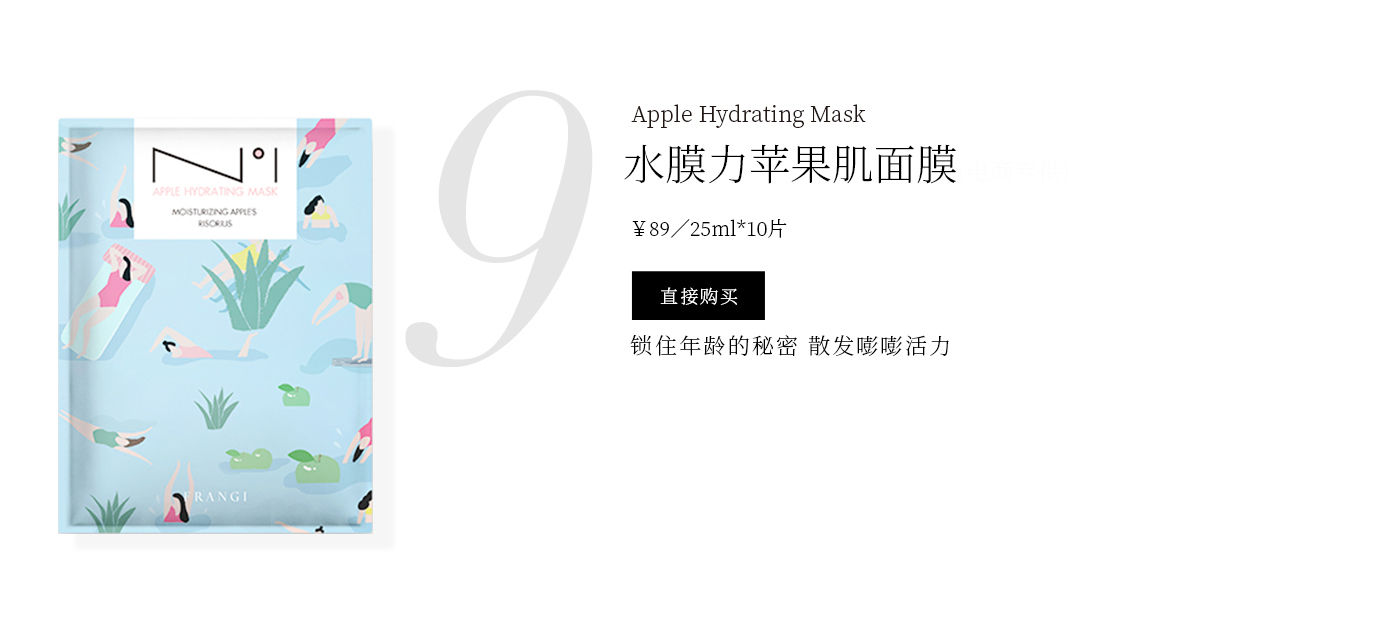 N°1
APPLE HYDRATING MASK
MOISTURIZING APPLE'S
RISORIUS
FRANGI
9
Apple Hydrating Mask
水膜力苹果肌面膜
¥89／25ml*10片
直接购买
锁住年龄的秘密 散发嘭嘭活力